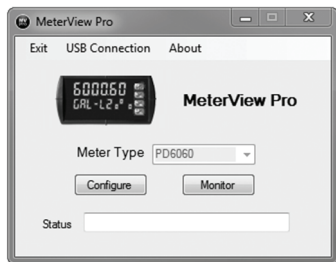 MeterView Pro
Exit USB Connection About
600060
GAL-L2
MeterView Pro
Meter Type PD6060
Configure Monitor
Status